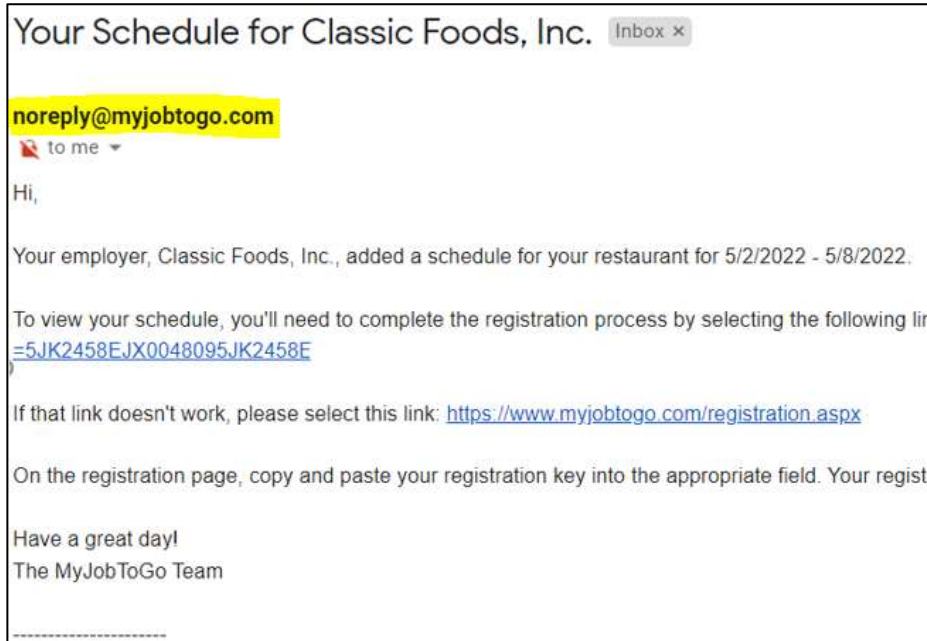 Your Schedule for Classic Foods, Inc. Inbox ×
noreply@myjobtogo.com
to me
Hi,
Your employer, Classic Foods, Inc., added a schedule for your restaurant for 5/2/2022 - 5/8/2022.
To view your schedule, you'll need to complete the registration process by selecting the following
=5JK2458EJX0048095JK2458E
If that link doesn't work, please select this link: https://www.myjobtogo.com/registration.aspx
On the registration page, copy and paste your registration key into the appropriate field. Your
Have a great day!
The MyJobToGo Team
----------------------